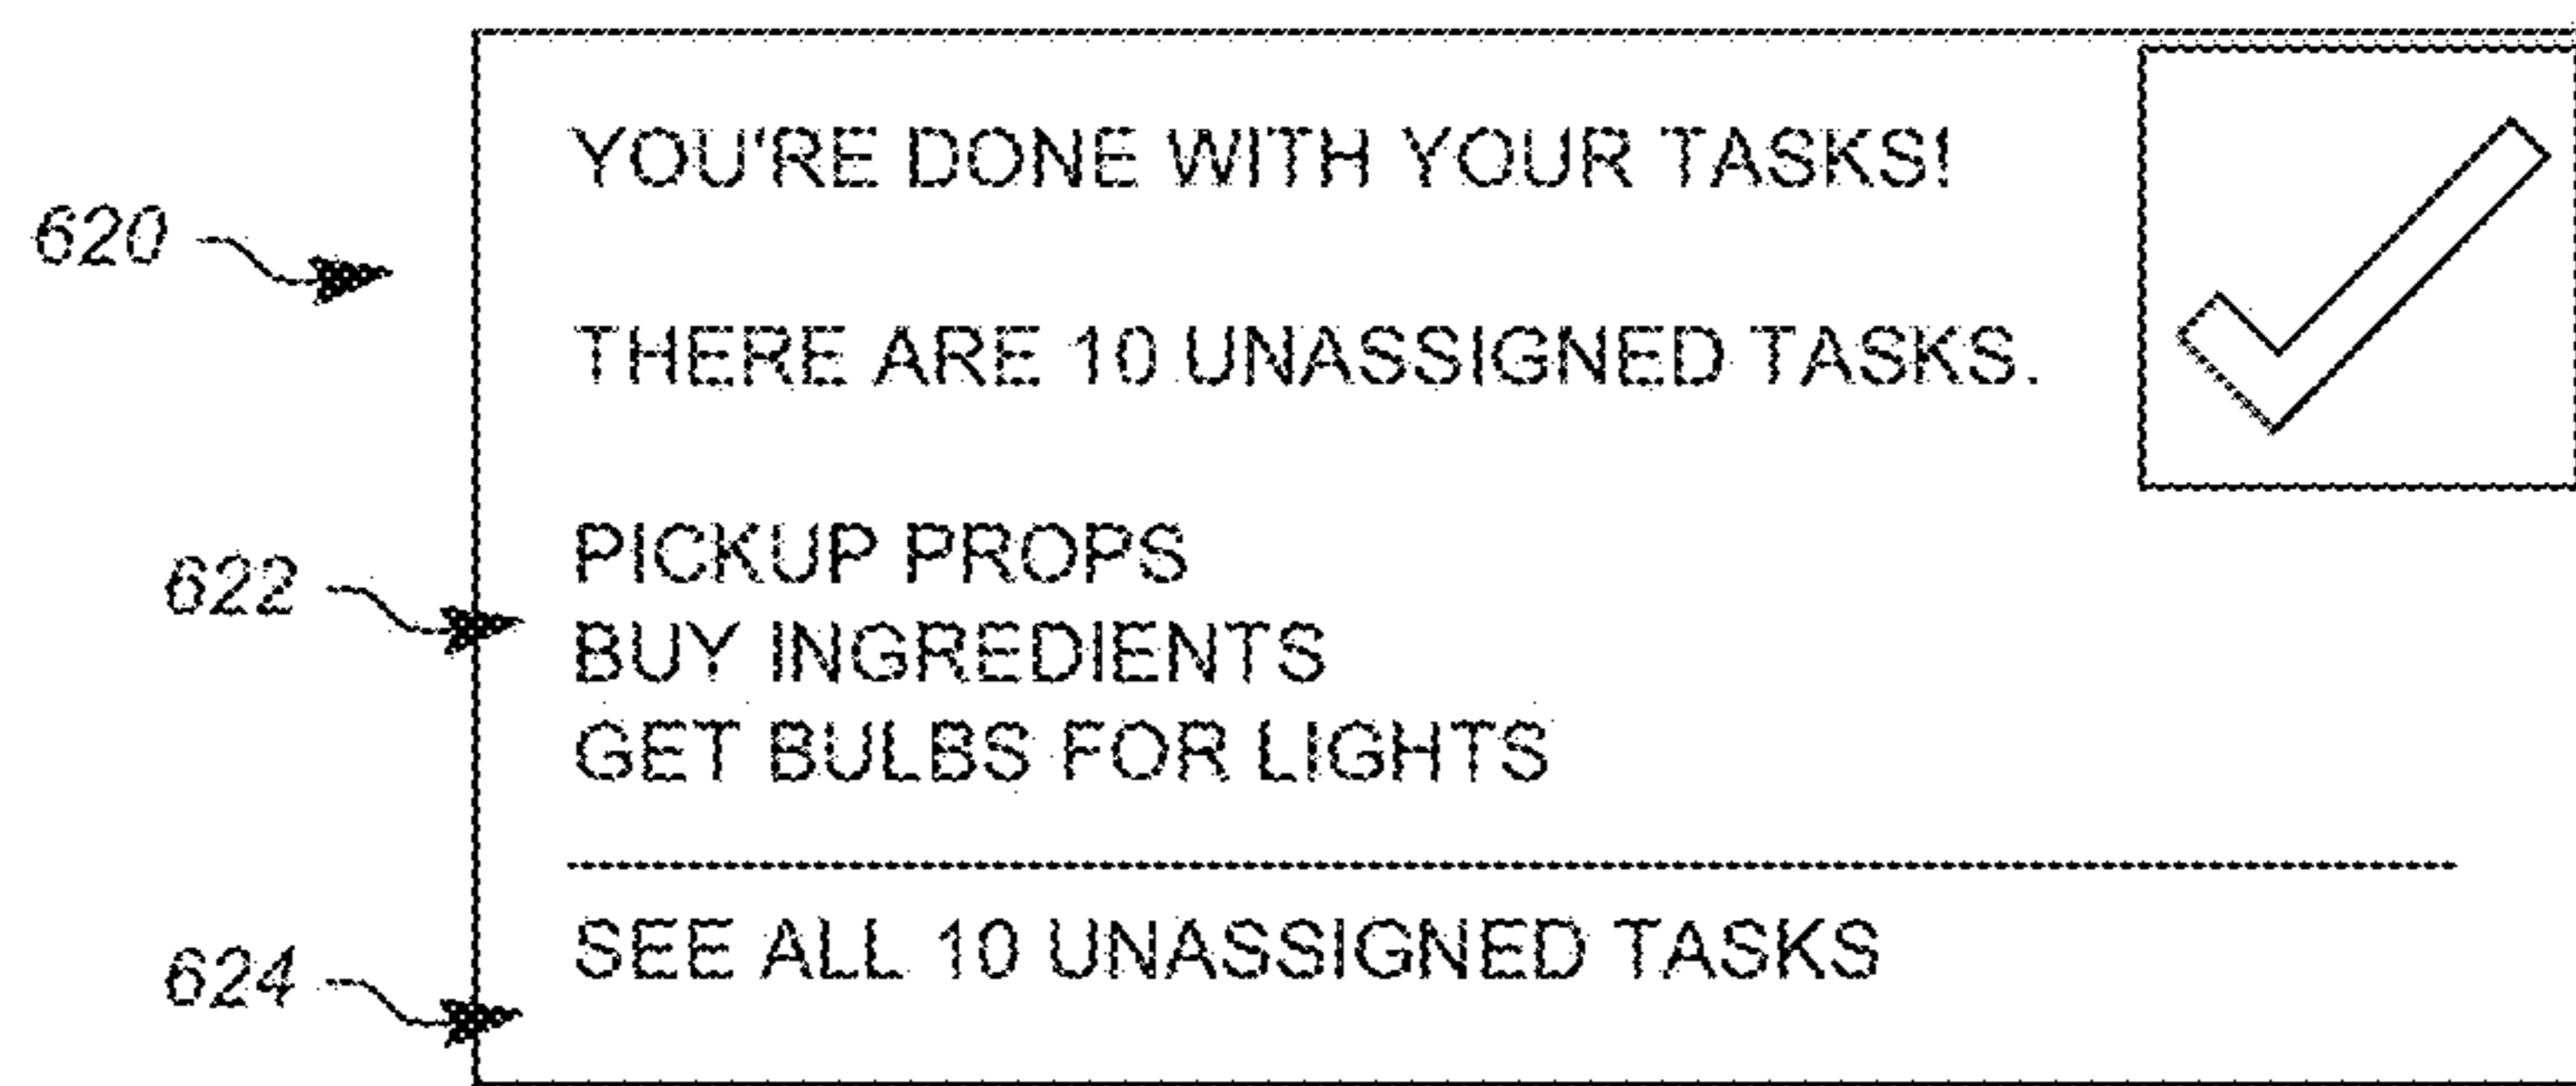 YOU'RE DONE WITH YOUR TASKS!
620
THERE ARE 10 UNASSIGNED TASKS.
PICKUP PROPS
622
BUY INGREDIENTS
GET BULBS FOR LIGHTS
SEE ALL 10 UNASSIGNED TASKS
624